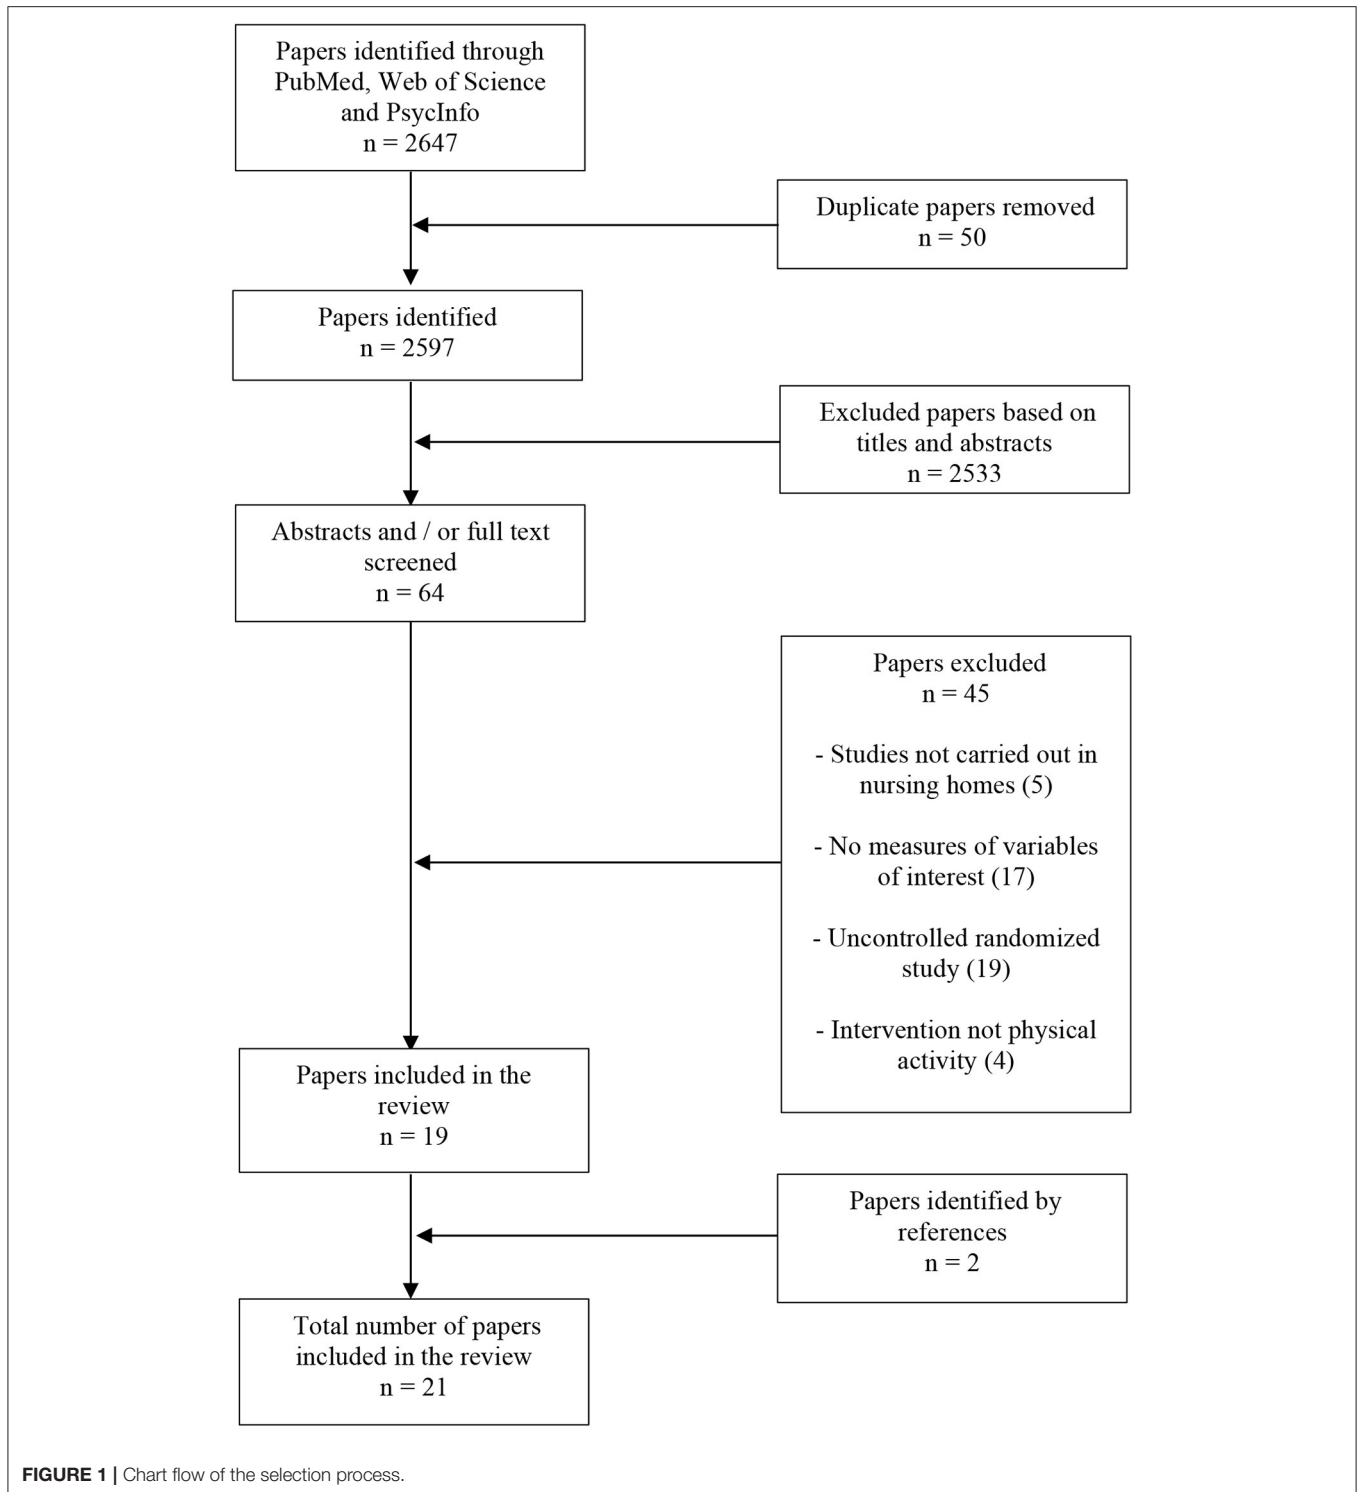 Papers identified through
PubMed, Web of Science
and PsycInfo
n = 2647
Duplicate papers removed
n = 50
Papers identified
n = 2597
Excluded papers based on
titles and abstracts
n = 2533
Abstracts and / or full text
screened
n = 64
Papers excluded
n = 45
- Studies not carried out in
nursing homes (5)
- No measures of variables
of interest (17)
- Uncontrolled randomized
study (19)
- Intervention not physical
activity (4)
Papers included in the
review
n = 19
Papers identified by
references
n = 2
Total number of papers
included in the review
n = 21
FIGURE 1 | Chart flow of the selection process.